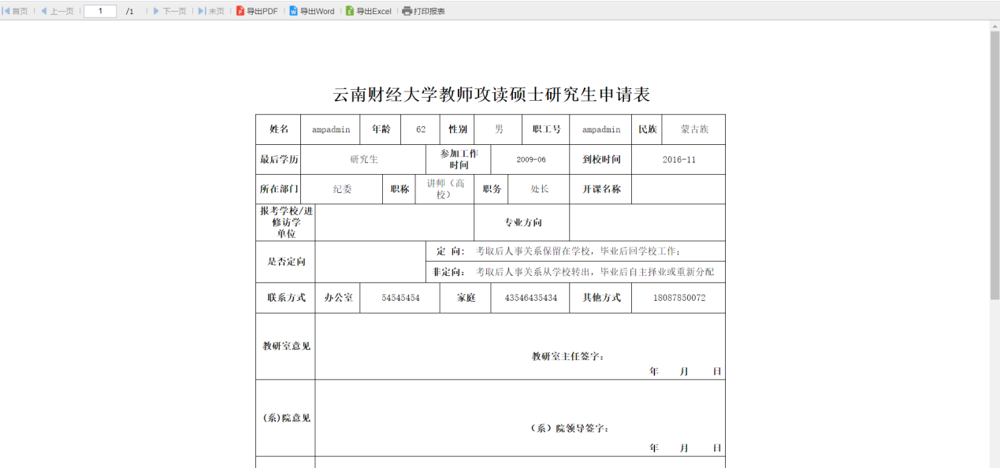 首页 上一页 1 /1 下一页 末页 导出PDF 导出Word 导出Excel 打印报表
云南财经大学教师攻读硕士研究生申请表
姓名 ampadmin 年龄 62 性别 男 职工号 ampadmin 民族 蒙古族
最后学历 研究生 参加工作
时间 2009-06 到校时间 2016-11
所在部门 纪委 职称 讲师（高
校） 职务 处长 开课名称
报考学校/进
修访学
单位 专业方向
是否定向 定 向： 考取后人事关系保留在学校，毕业后回学校工作；
非定向： 考取后人事关系从学校转出，毕业后自主择业或重新分配
联系方式 办公室 54545454 家庭 43546435434 其他方式 18087850072
教研室意见
教研室主任签字：
年 月 日
(系)院意见
（系）院领导签字：
年 月 日